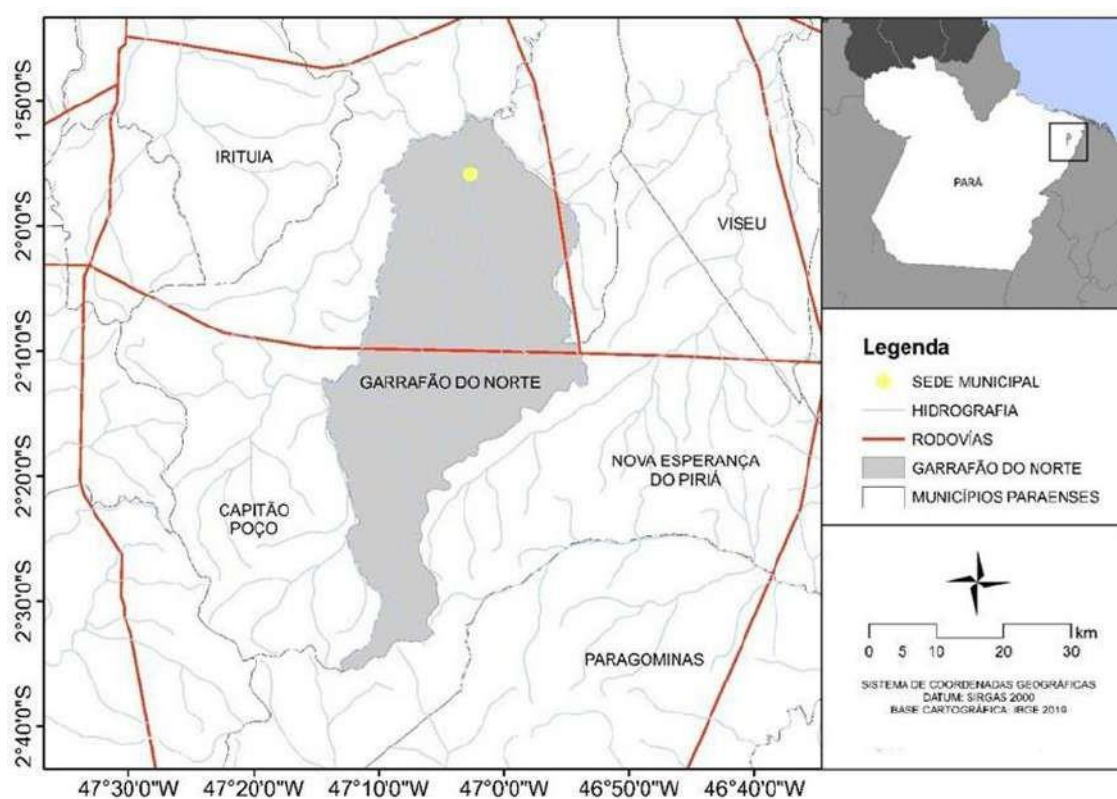 1°50'0"S
2°0'0"S
2°10'0"S
2°20'0"S
2°30'0"S
2°40'0"S
47°30'0"W
47°20'0"W
47°10'0"W
47°0'0"W
46°50'0"W
46°40'0"W
IRITUIA
VISEU
GARRAFÃO DO NORTE
CAPITÃO
POÇO
NOVA ESPERANÇA
DO PIRIÁ
PARAGOMINAS
PARÁ
Legenda
SEDE MUNICIPAL
HIDROGRAFIA
RODOVÍAS
GARRAFÃO DO NORTE
MUNICÍPIOS PARAENSES
km
0 5 10 20 30
SISTEMA DE COORDENADAS GEOGRÁFICAS
DATUM: SIRGAS 2000
BASE CARTOGRÁFICA: IBGE 2019